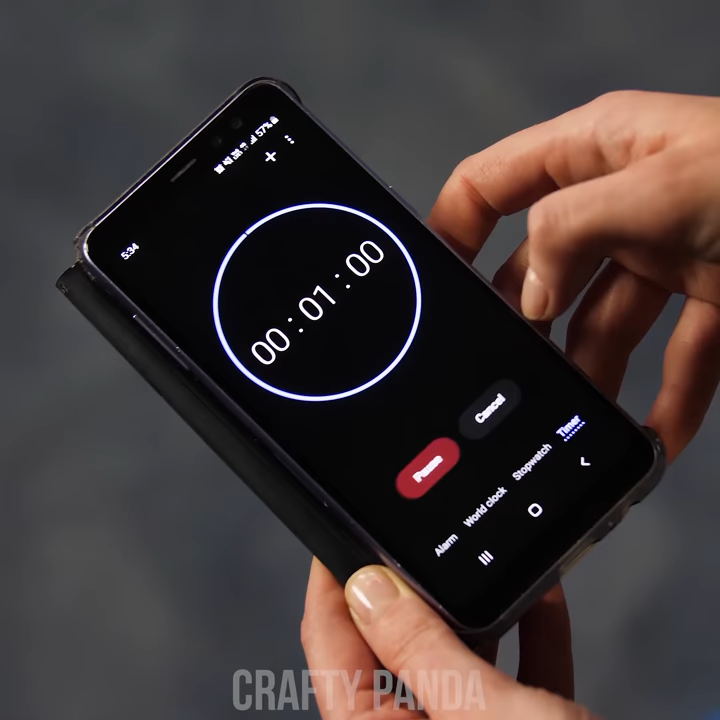 57%
5:34
00 : 01 : 00
Pause Cancel
Alarm World clock Stopwatch Timer
CRAFTY PANDA